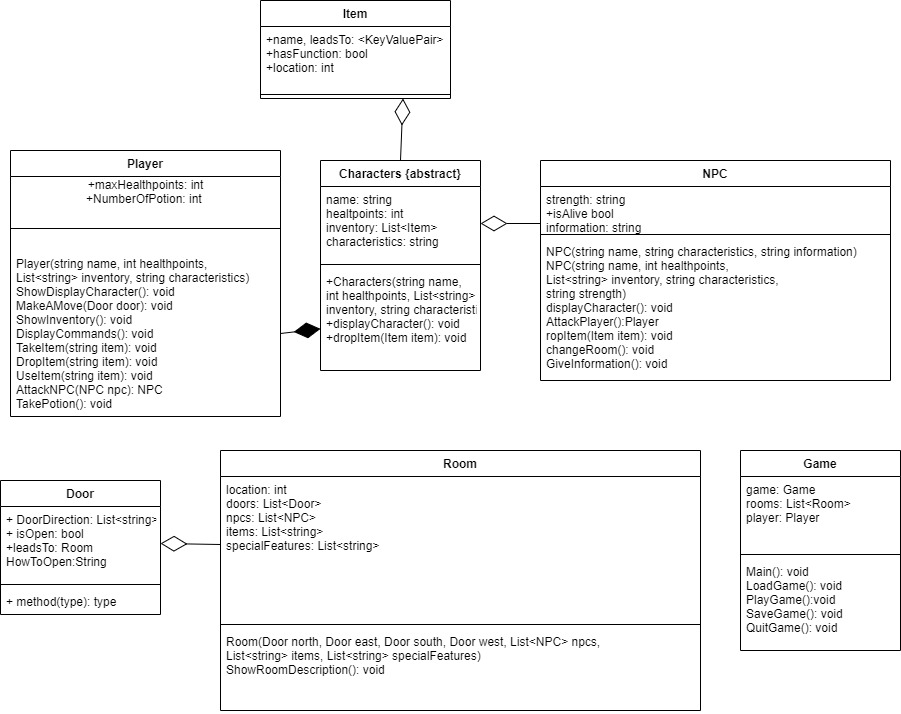 Item
+name, leadsTo: <KeyValuePair>
+hasFunction: bool
+location: int
Player
+maxHealthpoints: int
+NumberOfPotion: int
Player(string name, int healthpoints,
List<string> inventory, string characteristics)
ShowDisplayCharacter(): void
MakeAMove(Door door): void
ShowInventory(): void
DisplayCommands(): void
TakeItem(string item): void
DropItem(string item): void
UseItem(string item): void
AttackNPC(NPC npc): NPC
TakePotion(): void
Characters {abstract}
name: string
healtpoints: int
inventory: List<Item>
characteristics: string
+Characters(string name,
int healthpoints, List<string>
inventory, string characteristi
+displayCharacter(): void
+dropItem(Item item): void
NPC
strength: string
+isAlive bool
information: string
NPC(string name, string characteristics, string information)
NPC(string name, int healthpoints,
List<string> inventory, string characteristics,
string strength)
displayCharacter(): void
AttackPlayer():Player
ropItem(Item item): void
changeRoom(): void
GiveInformation(): void
Door
+ DoorDirection: List<string>
+ isOpen: bool
+leadsTo: Room
HowToOpen:String
+ method(type): type
Room
location: int
doors: List<Door>
npcs: List<NPC>
items: List<string>
specialFeatures: List<string>
Room(Door north, Door east, Door south, Door west, List<NPC> npcs,
List<string> items, List<string> specialFeatures)
ShowRoomDescription(): void
Game
game: Game
rooms: List<Room>
player: Player
Main(): void
LoadGame(): void
PlayGame():void
SaveGame(): void
QuitGame(): void